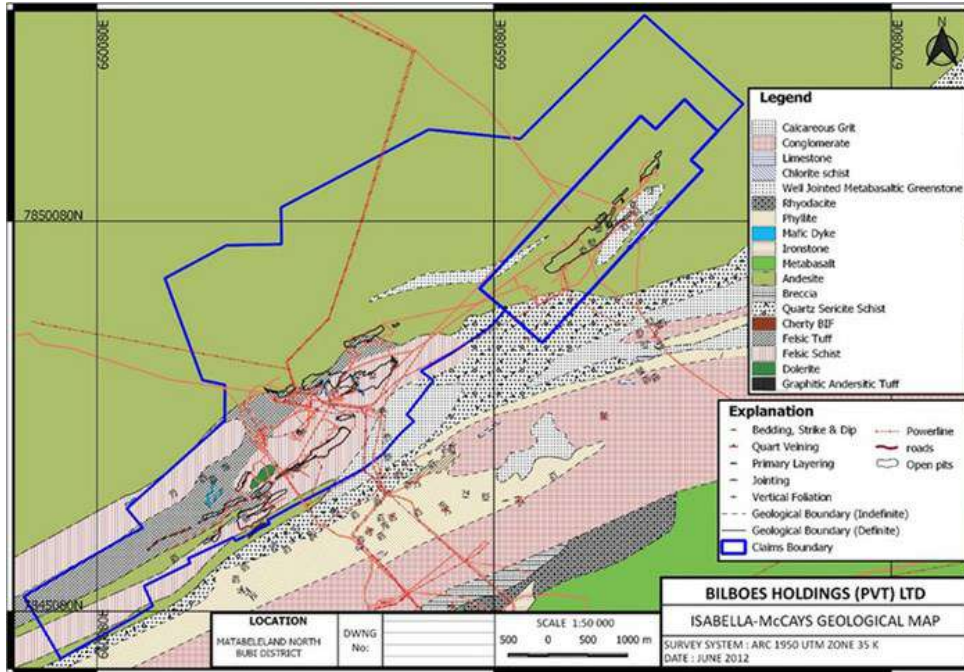 660080E
665080E
670080E
N
7850080N
7845080N
660080E
Legend
Calcareous Grit
Conglomerate
Limestone
Chlorite schist
Well Jointed Metabasaltic Greenstone
Rhyodacite
Phyllite
Mafic Dyke
Ironstone
Metabasalt
Andesite
Breccia
Quartz Sericite Schist
Cherty BIF
Felsic Tuff
Felsic Schist
Dolerite
Graphitic Andersitic Tuff
Explanation
Bedding, Strike & Dip
Quart Veining
Primary Layering
Jointing
Vertical Foliation
Geological Boundary (Indefinite)
Geological Boundary (Definite)
Claims Boundary
Powerline
roads
Open pits
LOCATION
MATABELELAND NORTH
BUBI DISTRICT
DWNG
No:
SCALE 1:50 000
500 0 500 1000 m
BILBOES HOLDINGS (PVT) LTD
ISABELLA-McCAYS GEOLOGICAL MAP
SURVEY SYSTEM : ARC 1950 UTM ZONE 35 K
DATE : JUNE 2012